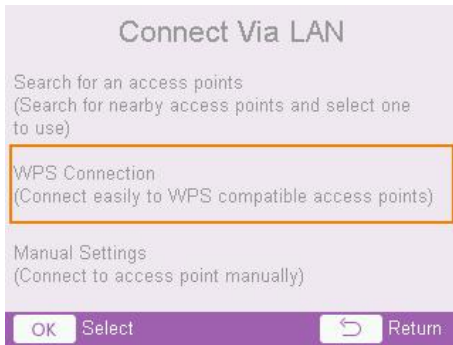 Connect Via LAN
Search for an access points
(Search for nearby access points and select one
to use)
WPS Connection
(Connect easily to WPS compatible access points)
Manual Settings
(Connect to access point manually)
OK Select Return